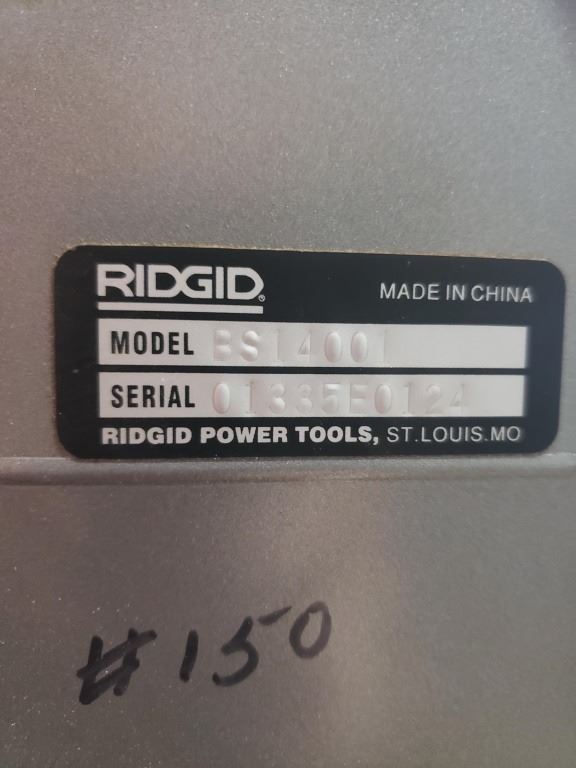 RIDGID®
MADE IN CHINA
MODEL BS14001
SERIAL 01335E0124
RIDGID POWER TOOLS, ST. LOUIS. MO
#150